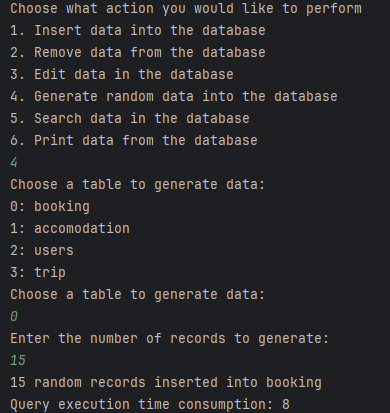 Choose what action you would like to perform
1. Insert data into the database
2. Remove data from the database
3. Edit data in the database
4. Generate random data into the database
5. Search data in the database
6. Print data from the database
4
Choose a table to generate data:
0: booking
1: accomodation
2: users
3: trip
Choose a table to generate data:
0
Enter the number of records to generate:
15
15 random records inserted into booking
Query execution time consumption: 8